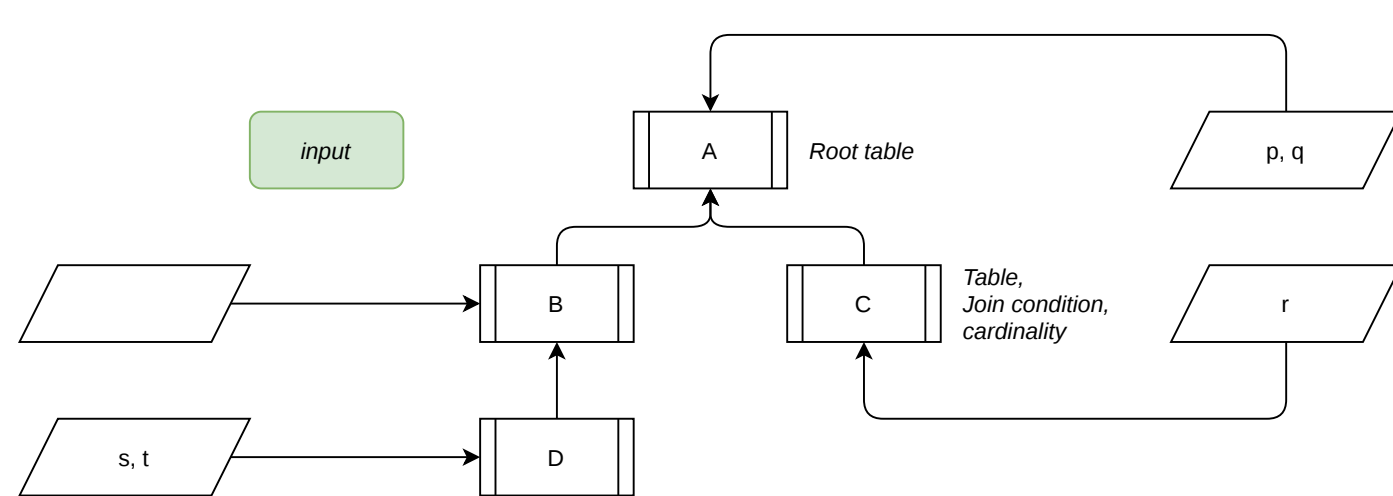 input
A
Root table
p, q
B
C
Table,
Join condition,
cardinality
r
s, t
D